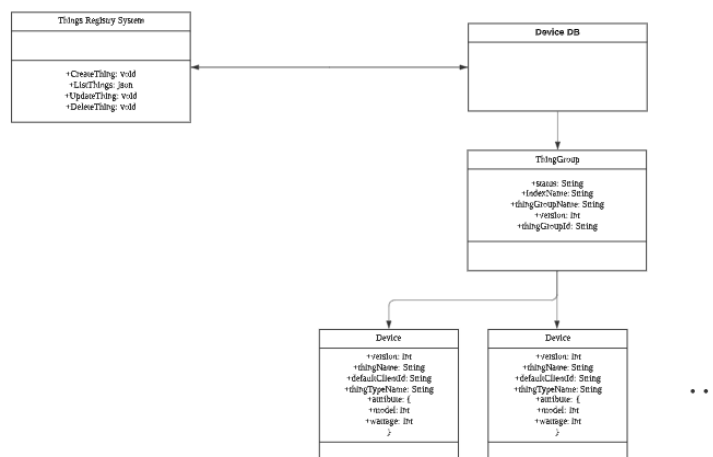 Things Registry System
+CreateThing: void
+ListThings: json
+UpdateThing: void
+DeleteThing: void
Device DB
ThingGroup
+status: String
+IndexName: String
+thingGroupName: String
+version: int
+thingGroupId: String
Device
+version: int
+thingName: String
+defaultClientId: String
+thingTypeName: String
+attribute: {
+model: int
+wattage: int
}
Device
+version: int
+thingName: String
+defaultClientId: String
+thingTypeName: String
+attribute: {
+model: int
+wattage: int
}
. .